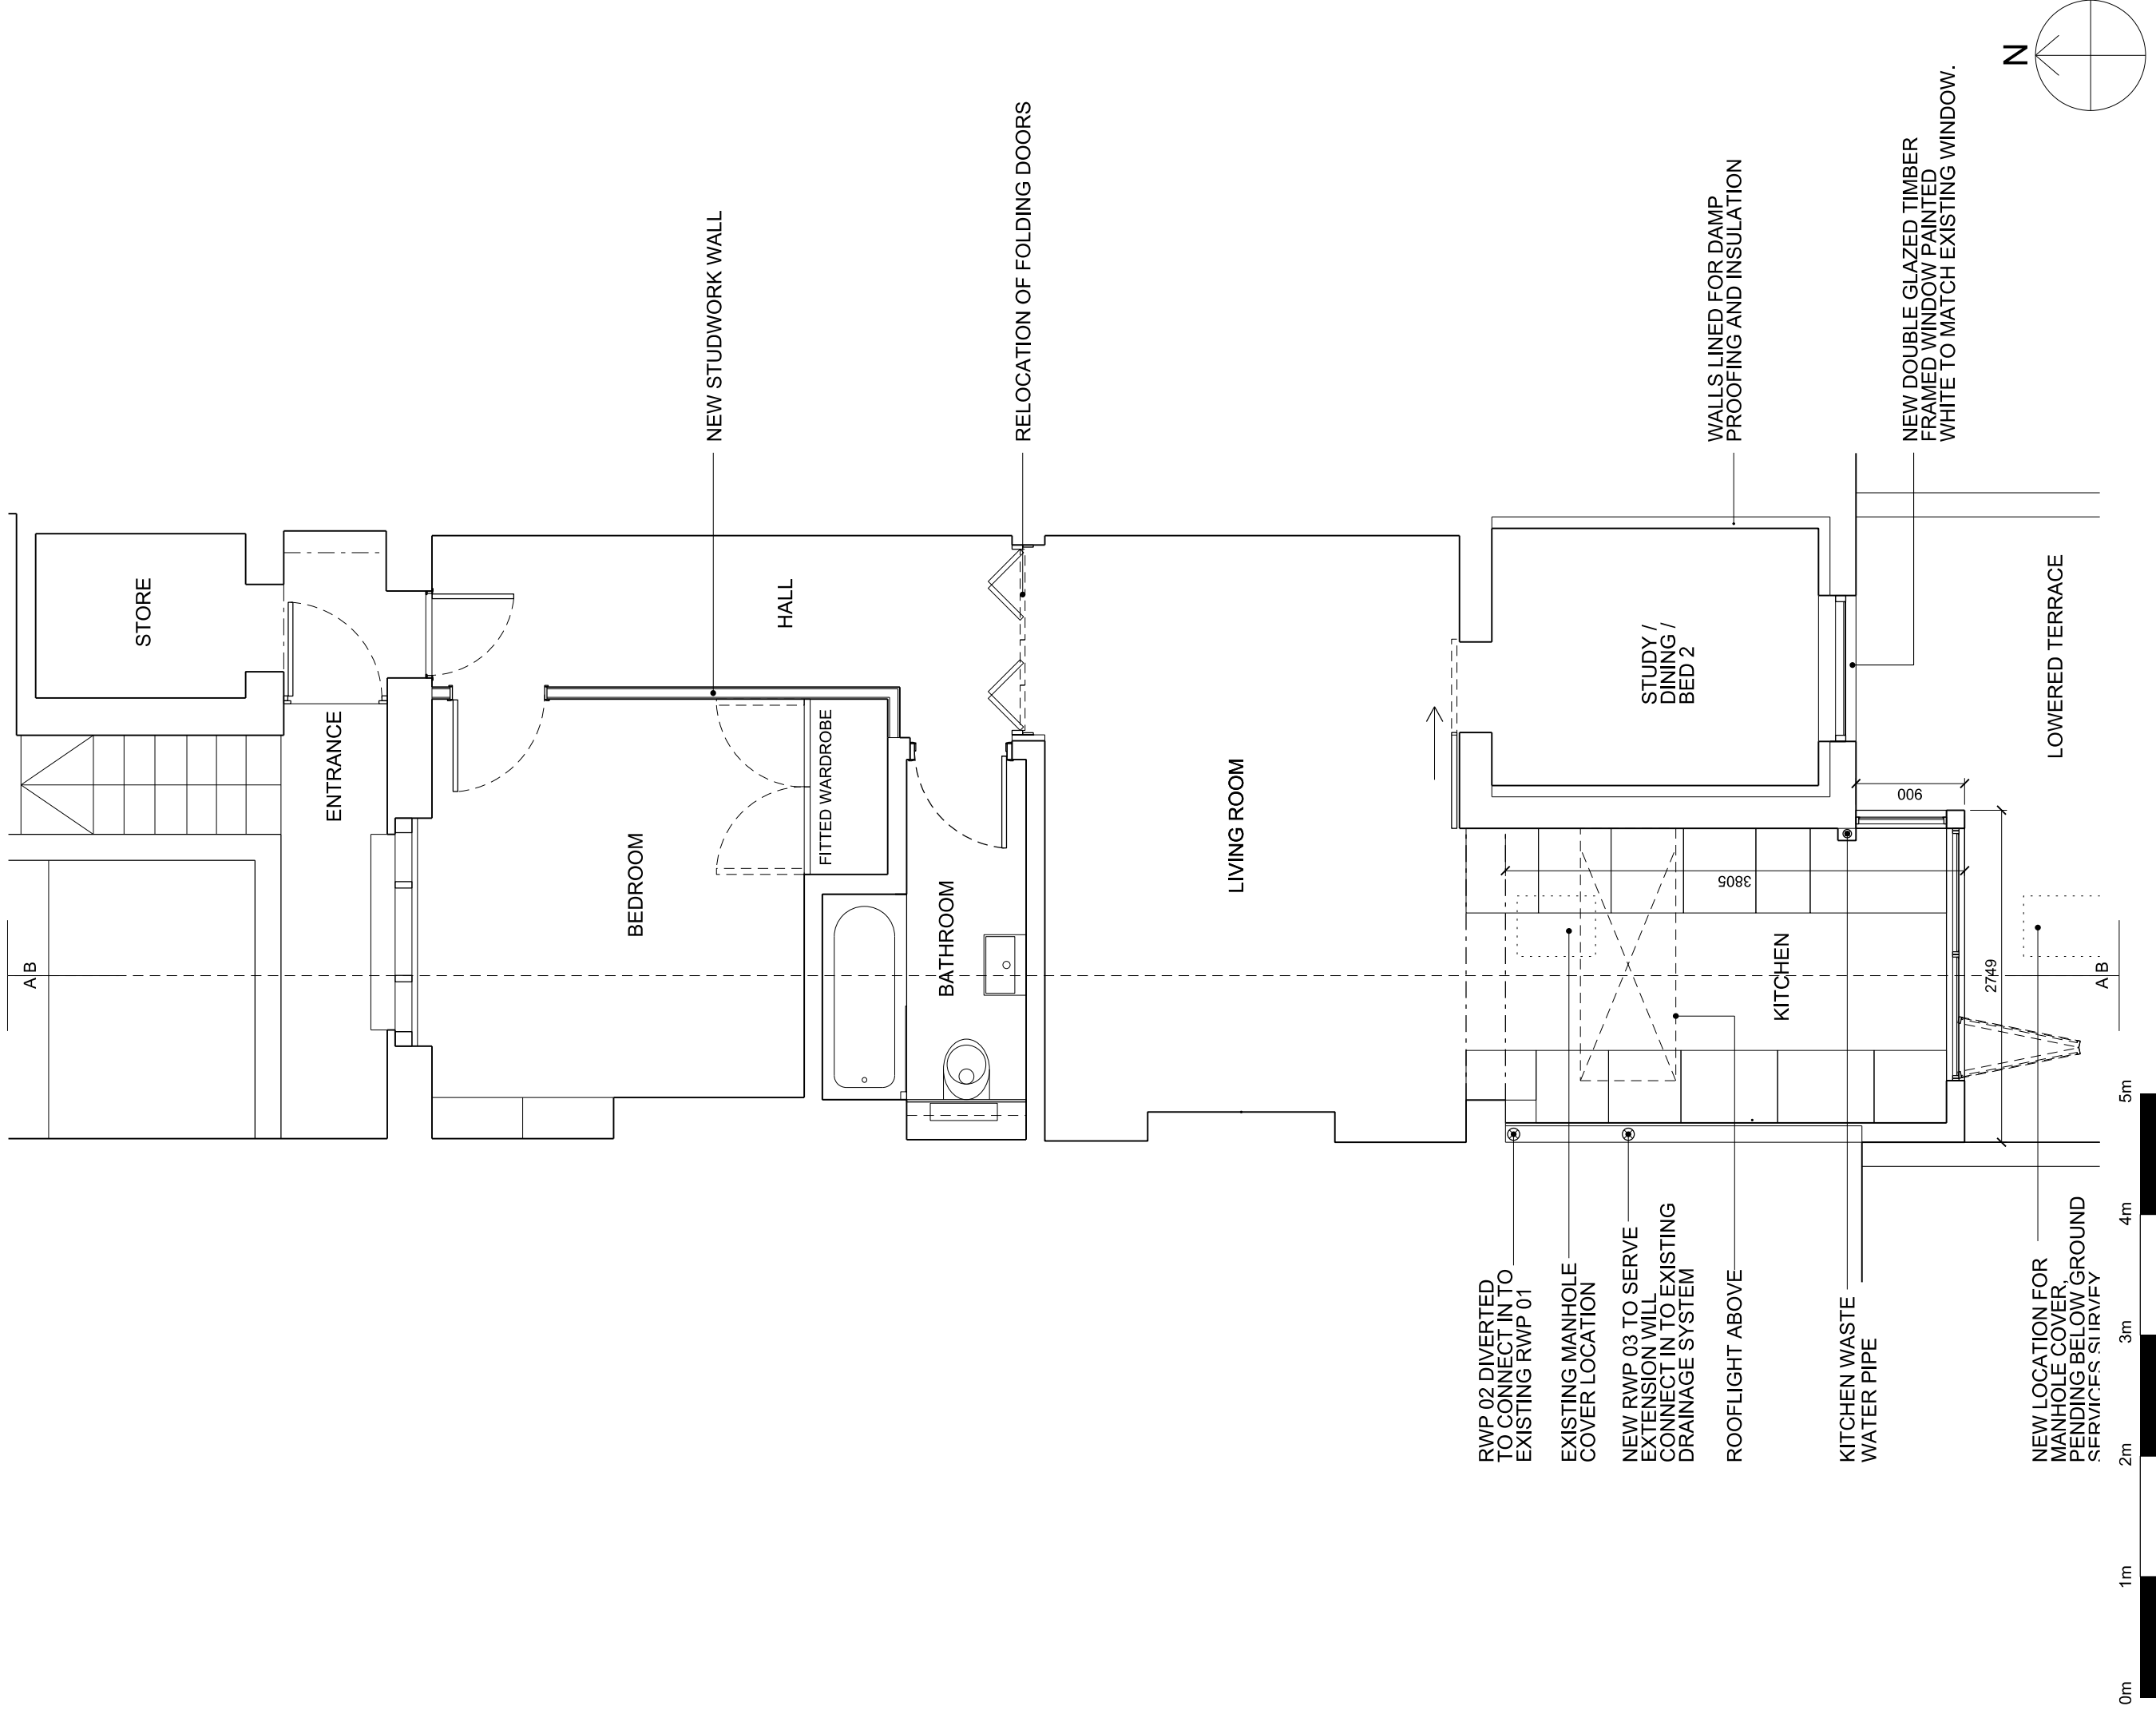 N
NEW STUDWORK WALL
RELOCATION OF FOLDING DOORS
WALLS LINED FOR DAMP
PROOFING AND INSULATION
NEW DOUBLE GLAZED TIMBER
FRAMED WINDOW PAINTED
WHITE TO MATCH EXISTING WINDOW.
STORE
ENTRANCE
HALL
BEDROOM
FITTED WARDROBE
BATHROOM
LIVING ROOM
STUDY /
DINING /
BED 2
LOWERED TERRACE
900
3805
2749
KITCHEN
A B
A B
RWP 02 DIVERTED
TO CONNECT IN TO
EXISTING RWP 01
EXISTING MANHOLE
COVER LOCATION
NEW RWP 03 TO SERVE
EXTENSION WILL
CONNECT IN TO EXISTING
DRAINAGE SYSTEM
ROOFLIGHT ABOVE
KITCHEN WASTE
WATER PIPE
NEW LOCATION FOR
MANHOLE COVER,
PENDING BELOW GROUND
SERVICES SURVEY
0m
1m
2m
3m
4m
5m